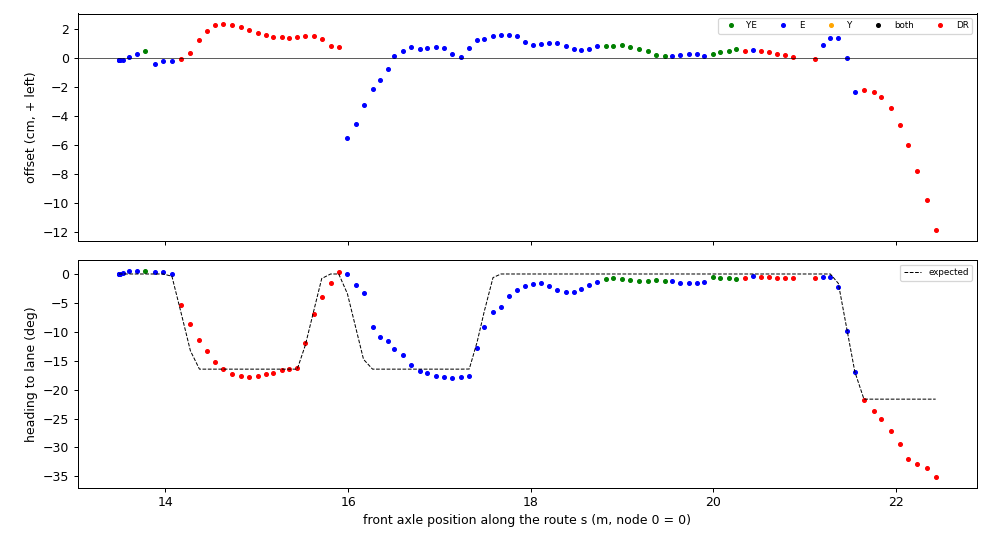 YE E Y both DR
2
0
−2
−4
−6
−8
−10
−12
offset (cm, + left)
expected
0
−5
−10
−15
−20
−25
−30
−35
heading to lane (deg)
14 16 18 20 22
front axle position along the route s (m, node 0 = 0)